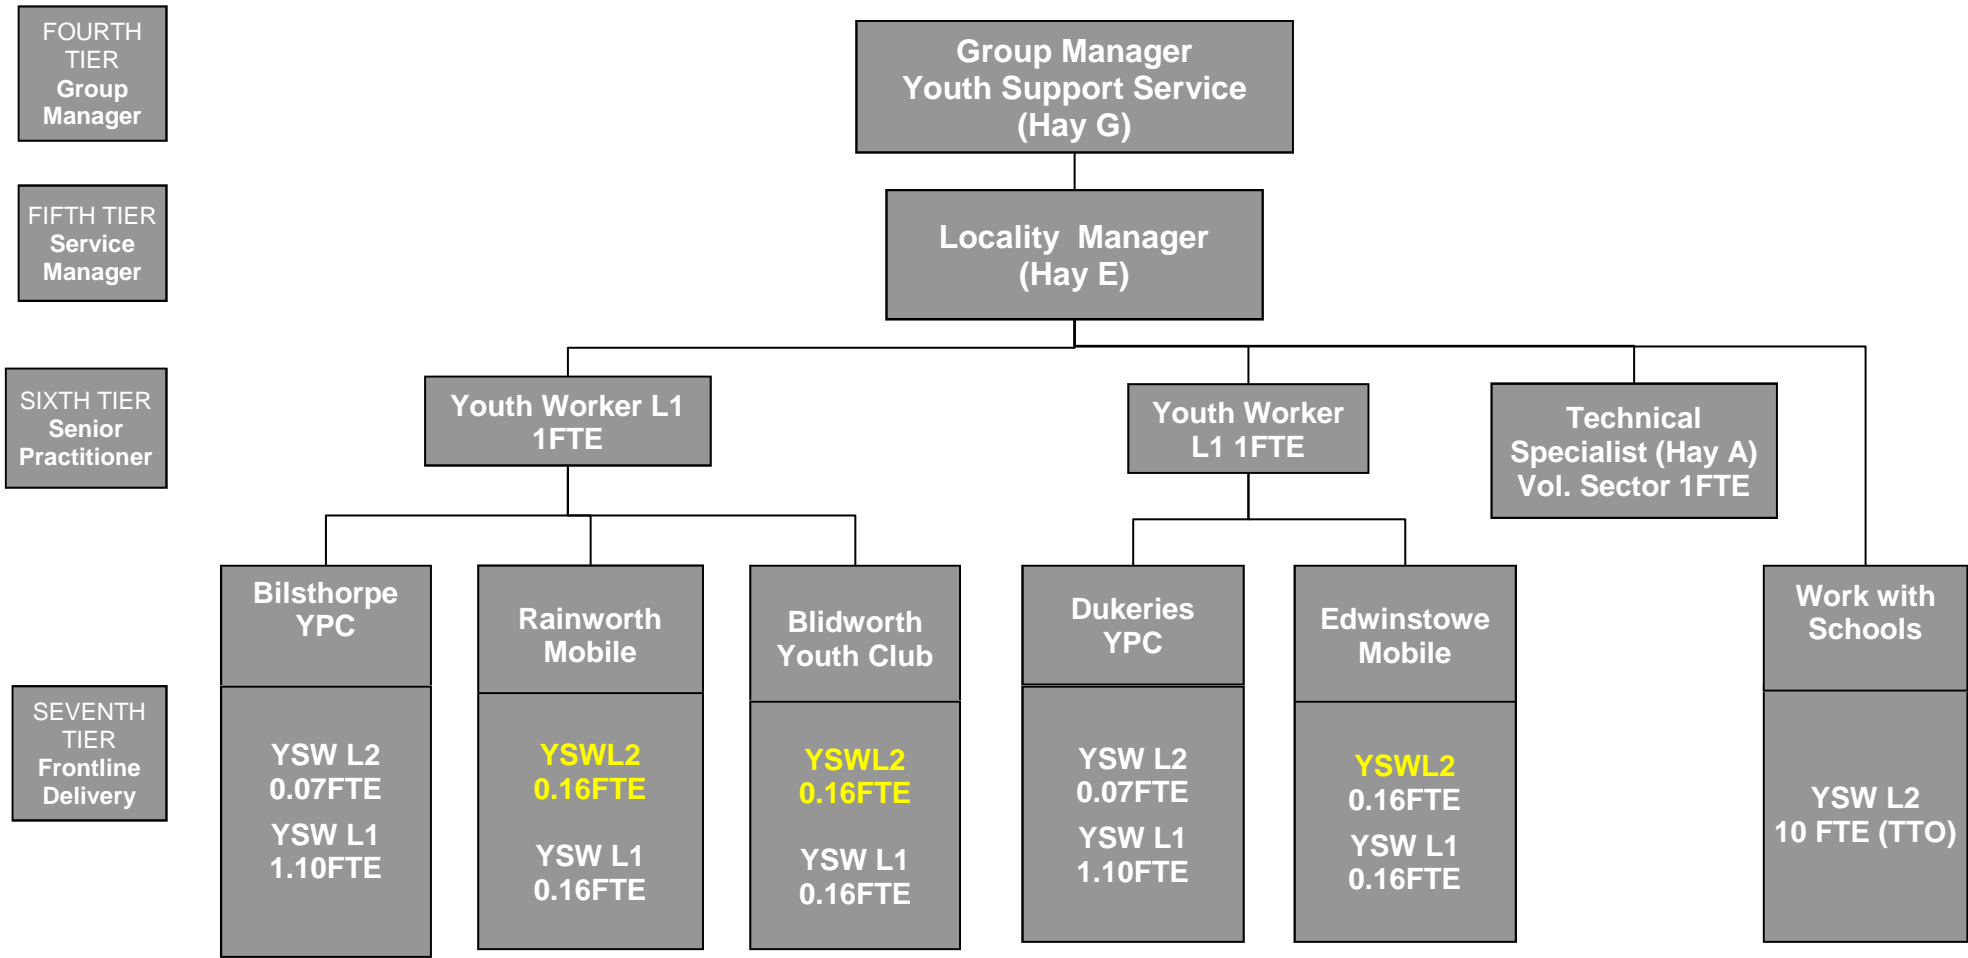 FOURTH
TIER
Group
Manager
Group Manager
Youth Support Service
(Hay G)
FIFTH TIER
Service
Manager
Locality  Manager
(Hay E)
SIXTH TIER
Senior
Practitioner
Youth Worker L1
1FTE
Youth Worker
L1 1FTE
Technical
Specialist (Hay A)
Vol. Sector 1FTE
Bilsthorpe
YPC
Rainworth
Mobile
Blidworth
Youth Club
Dukeries
YPC
Edwinstowe
Mobile
Work with
Schools
SEVENTH
TIER
Frontline
Delivery
YSW L2
0.07FTE
YSW L1
1.10FTE
YSWL2
0.16FTE
YSW L1
0.16FTE
YSWL2
0.16FTE
YSW L1
0.16FTE
YSW L2
0.07FTE
YSW L1
1.10FTE
YSWL2
0.16FTE
YSW L1
0.16FTE
YSW L2
10 FTE (TTO)